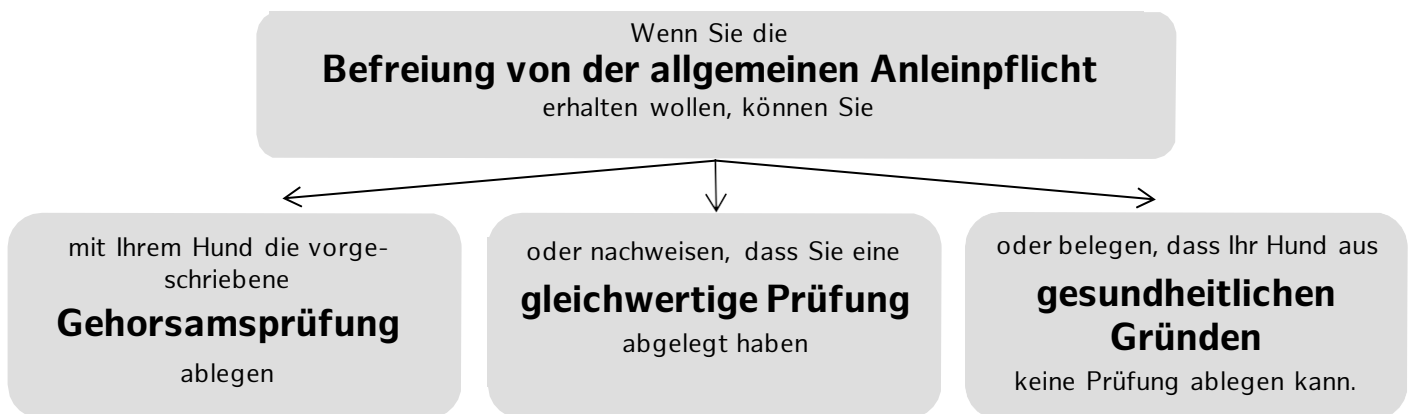 Wenn Sie die
Befreiung von der allgemeinen Anleinpflicht
erhalten wollen, können Sie
mit Ihrem Hund die vorge-
schriebene
Gehorsamsprüfung
ablegen
oder nachweisen, dass Sie eine
gleichwertige Prüfung
abgelegt haben
oder belegen, dass Ihr Hund aus
gesundheitlichen
Gründen
keine Prüfung ablegen kann.